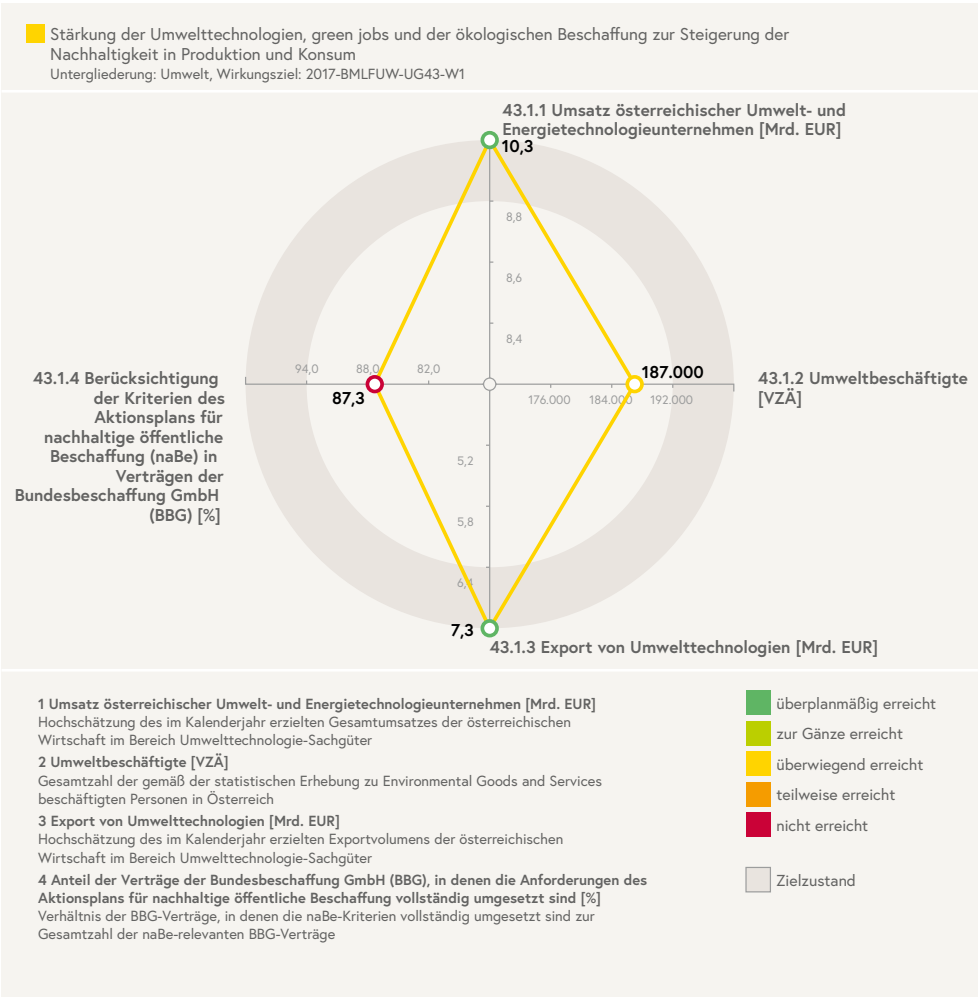 Stärkung der Umwelttechnologien, green jobs und der ökologischen Beschaffung zur Steigerung der
Nachhaltigkeit in Produktion und Konsum
Untergliederung: Umwelt, Wirkungsziel: 2017-BMLFUW-UG43-W1
43.1.1 Umsatz österreichischer Umwelt- und
Energietechnologieunternehmen [Mrd. EUR]
10,3
8,8
8,6
8,4
94,0
88,0
82,0
87,3
187.000
176.000
184.000
192.000
43.1.4 Berücksichtigung
der Kriterien des
Aktionsplans für
nachhaltige öffentliche
Beschaffung (naBe) in
Verträgen der
Bundesbeschaffung GmbH
(BBG) [%]
43.1.2 Umweltbeschäftigte
[VZÄ]
5,2
5,8
6,4
7,3
43.1.3 Export von Umwelttechnologien [Mrd. EUR]
1 Umsatz österreichischer Umwelt- und Energietechnologieunternehmen [Mrd. EUR]
Hochschätzung des im Kalenderjahr erzielten Gesamtumsatzes der österreichischen
Wirtschaft im Bereich Umwelttechnologie-Sachgüter
2 Umweltbeschäftigte [VZÄ]
Gesamtzahl der gemäß der statistischen Erhebung zu Environmental Goods and Services
beschäftigten Personen in Österreich
3 Export von Umwelttechnologien [Mrd. EUR]
Hochschätzung des im Kalenderjahr erzielten Exportvolumens der österreichischen
Wirtschaft im Bereich Umwelttechnologie-Sachgüter
4 Anteil der Verträge der Bundesbeschaffung GmbH (BBG), in denen die Anforderungen des
Aktionsplans für nachhaltige öffentliche Beschaffung vollständig umgesetzt sind [%]
Verhältnis der BBG-Verträge, in denen die naBe-Kriterien vollständig umgesetzt sind zur
Gesamtzahl der naBe-relevanten BBG-Verträge
überplanmäßig erreicht
zur Gänze erreicht
überwiegend erreicht
teilweise erreicht
nicht erreicht
Zielzustand